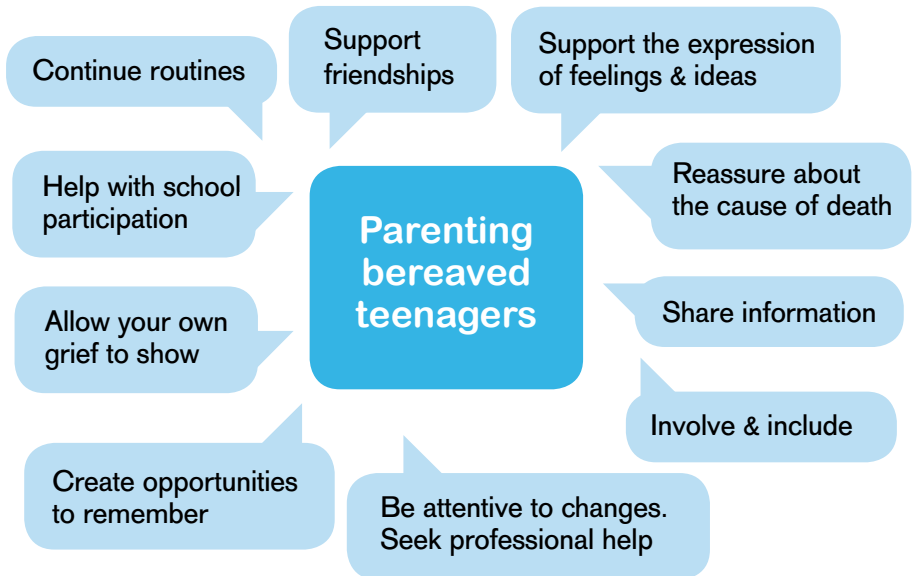 Continue routines
Support
friendships
Support the expression
of feelings & ideas
Help with school
participation
Parenting
bereaved
teenagers
Reassure about
the cause of death
Allow your own
grief to show
Share information
Involve & include
Create opportunities
to remember
Be attentive to changes.
Seek professional help